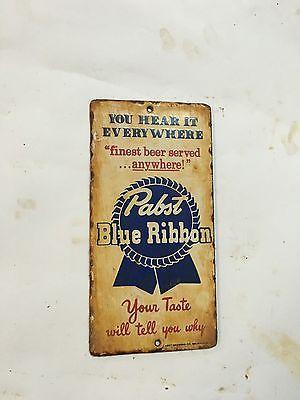 YOU HEAR IT
EVERYWHERE
"finest beer served
...anywhere!"
Pabst
Blue Ribbon
Your Taste
will tell you why